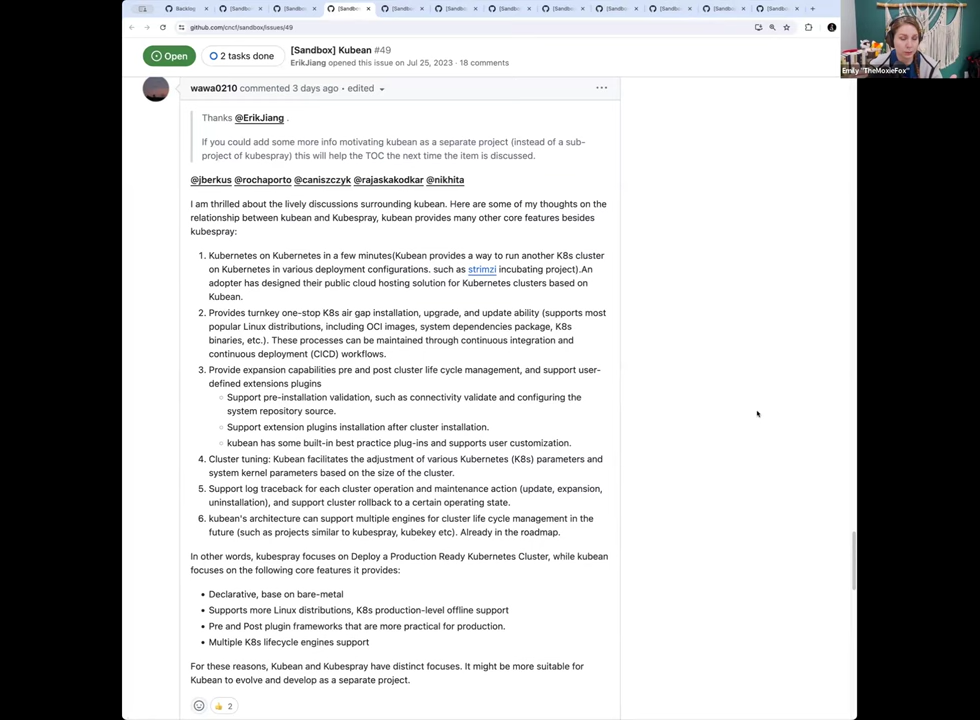 Backlog
[Sandbox]
[Sandbox]
[Sandbox]
[Sandbox]
[Sandbox]
[Sandbox]
[Sandbox]
[Sandbox]
[Sandbox]
[Sandbox]
[Sandbox]
github.com/cncf/sandbox/issues/49
Open
2 tasks done
[Sandbox] Kubean #49
ErikJiang opened this issue on Jul 25, 2023 · 18 comments
Emily "TheMoxieFox"
wawa0210 commented 3 days ago • edited
Thanks @ErikJiang .
If you could add some more info motivating kubean as a separate project (instead of a sub-
project of kubespray) this will help the TOC the next time the item is discussed.
@jberkus @rochaporto @caniszczyk @rajaskakodkar @nikhita
I am thrilled about the lively discussions surrounding kubean. Here are some of my thoughts on the
relationship between kubean and Kubespray, kubean provides many other core features besides
kubespray:
1. Kubernetes on Kubernetes in a few minutes(Kubean provides a way to run another K8s cluster
on Kubernetes in various deployment configurations. such as strimzi incubating project).An
adopter has designed their public cloud hosting solution for Kubernetes clusters based on
Kubean.
2. Provides turnkey one-stop K8s air gap installation, upgrade, and update ability (supports most
popular Linux distributions, including OCI images, system dependencies package, K8s
binaries, etc.). These processes can be maintained through continuous integration and
continuous deployment (CICD) workflows.
3. Provide expansion capabilities pre and post cluster life cycle management, and support user-
defined extensions plugins
○ Support pre-installation validation, such as connectivity validate and configuring the
system repository source.
○ Support extension plugins installation after cluster installation.
○ kubean has some built-in best practice plug-ins and supports user customization.
4. Cluster tuning: Kubean facilitates the adjustment of various Kubernetes (K8s) parameters and
system kernel parameters based on the size of the cluster.
5. Support log traceback for each cluster operation and maintenance action (update, expansion,
uninstallation), and support cluster rollback to a certain operating state.
6. kubean's architecture can support multiple engines for cluster life cycle management in the
future (such as projects similar to kubespray, kubekey etc). Already in the roadmap.
In other words, kubespray focuses on Deploy a Production Ready Kubernetes Cluster, while kubean
focuses on the following core features it provides:
• Declarative, base on bare-metal
• Supports more Linux distributions, K8s production-level offline support
• Pre and Post plugin frameworks that are more practical for production.
• Multiple K8s lifecycle engines support
For these reasons, Kubean and Kubespray have distinct focuses. It might be more suitable for
Kubean to evolve and develop as a separate project.
👍 2